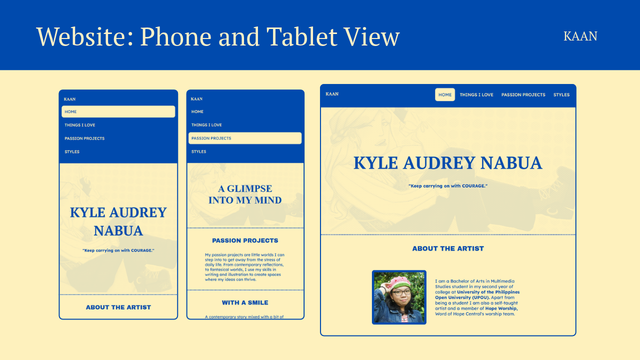 Website: Phone and Tablet View
KAAN
KAAN
HOME
THINGS I LOVE
PASSION PROJECTS
STYLES
KYLE AUDREY
NABUA
"Keep carrying on with COURAGE."
ABOUT THE ARTIST
KAAN
HOME
THINGS I LOVE
PASSION PROJECTS
STYLES
A GLIMPSE
INTO MY MIND
PASSION PROJECTS
My passion projects are little worlds I can
step into to get away from the stress of
daily life. From contemporary reflections,
to fantasical worlds, I use my skills in
writing and illustration to create spaces
where my ideas can thrive.
WITH A SMILE
A contemporary story mixed with a bit of
KAAN
HOME THINGS I LOVE PASSION PROJECTS STYLES
KYLE AUDREY NABUA
"Keep carrying on with COURAGE."
ABOUT THE ARTIST
I am a Bachelor of Arts in Multimedia
Studies student in my second year of
college at University of the Philippines
Open University (UPOU). Apart from
being a student I am also a self-taught
artist and a member of Hope Worship,
Word of Hope Central's worship team.